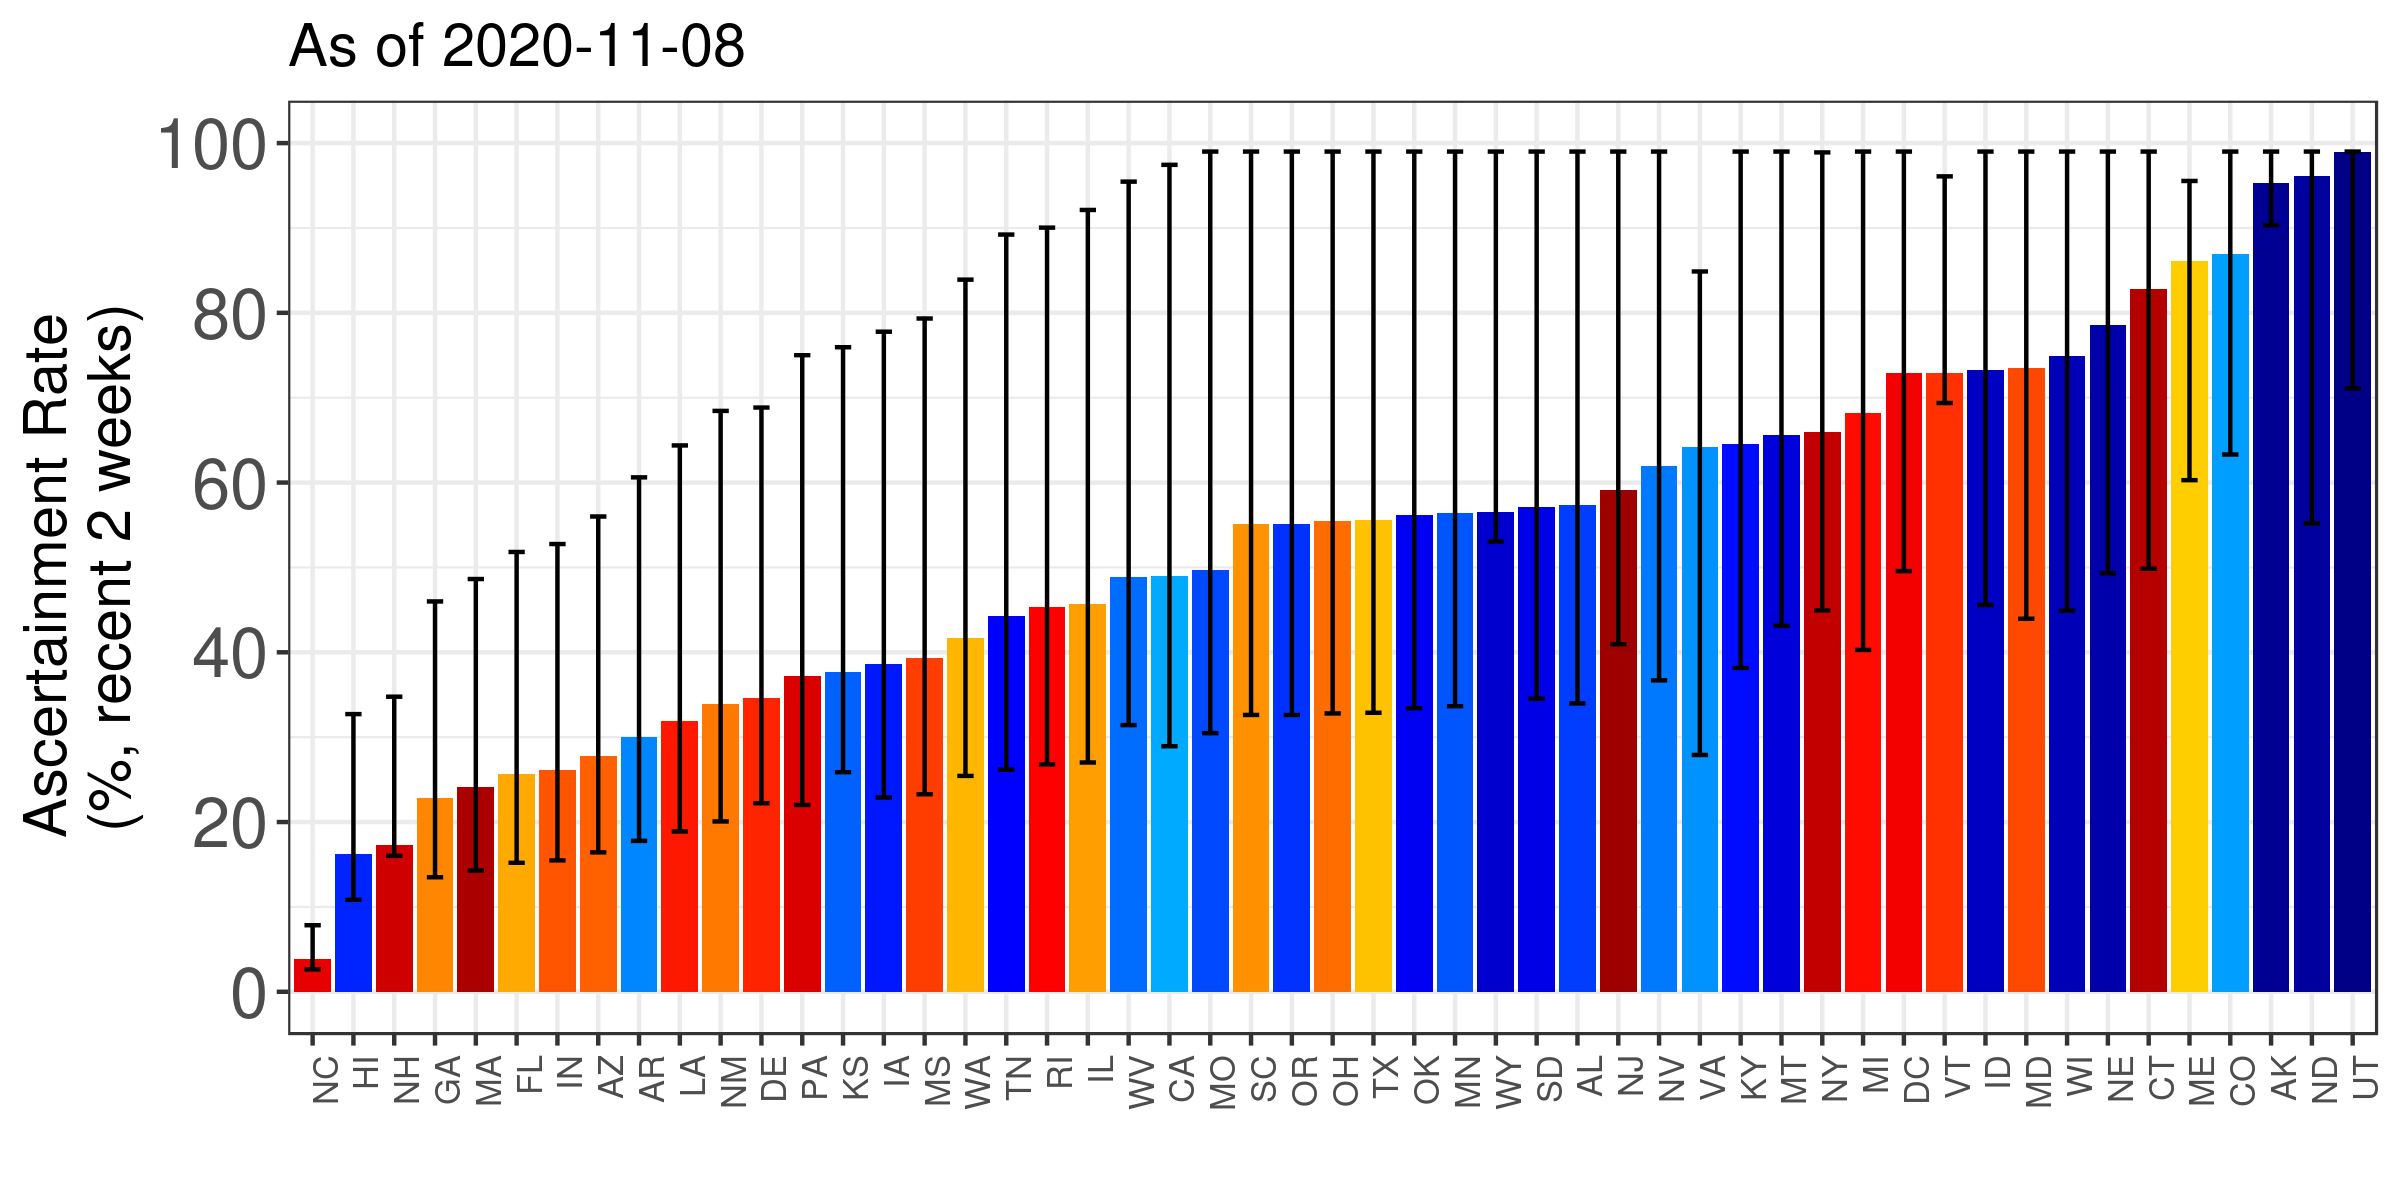 As of 2020-11-08
Ascertainment Rate
(%, recent 2 weeks)
100
80
60
40
20
0
NC
HI
NH
GA
MA
FL
IN
AZ
AR
LA
NM
DE
PA
KS
IA
MS
WA
TN
RI
IL
WV
CA
MO
SC
OR
OH
TX
OK
MN
WY
SD
AL
NJ
NV
VA
KY
MT
NY
MI
DC
VT
ID
MD
WI
NE
CT
ME
CO
AK
ND
UT